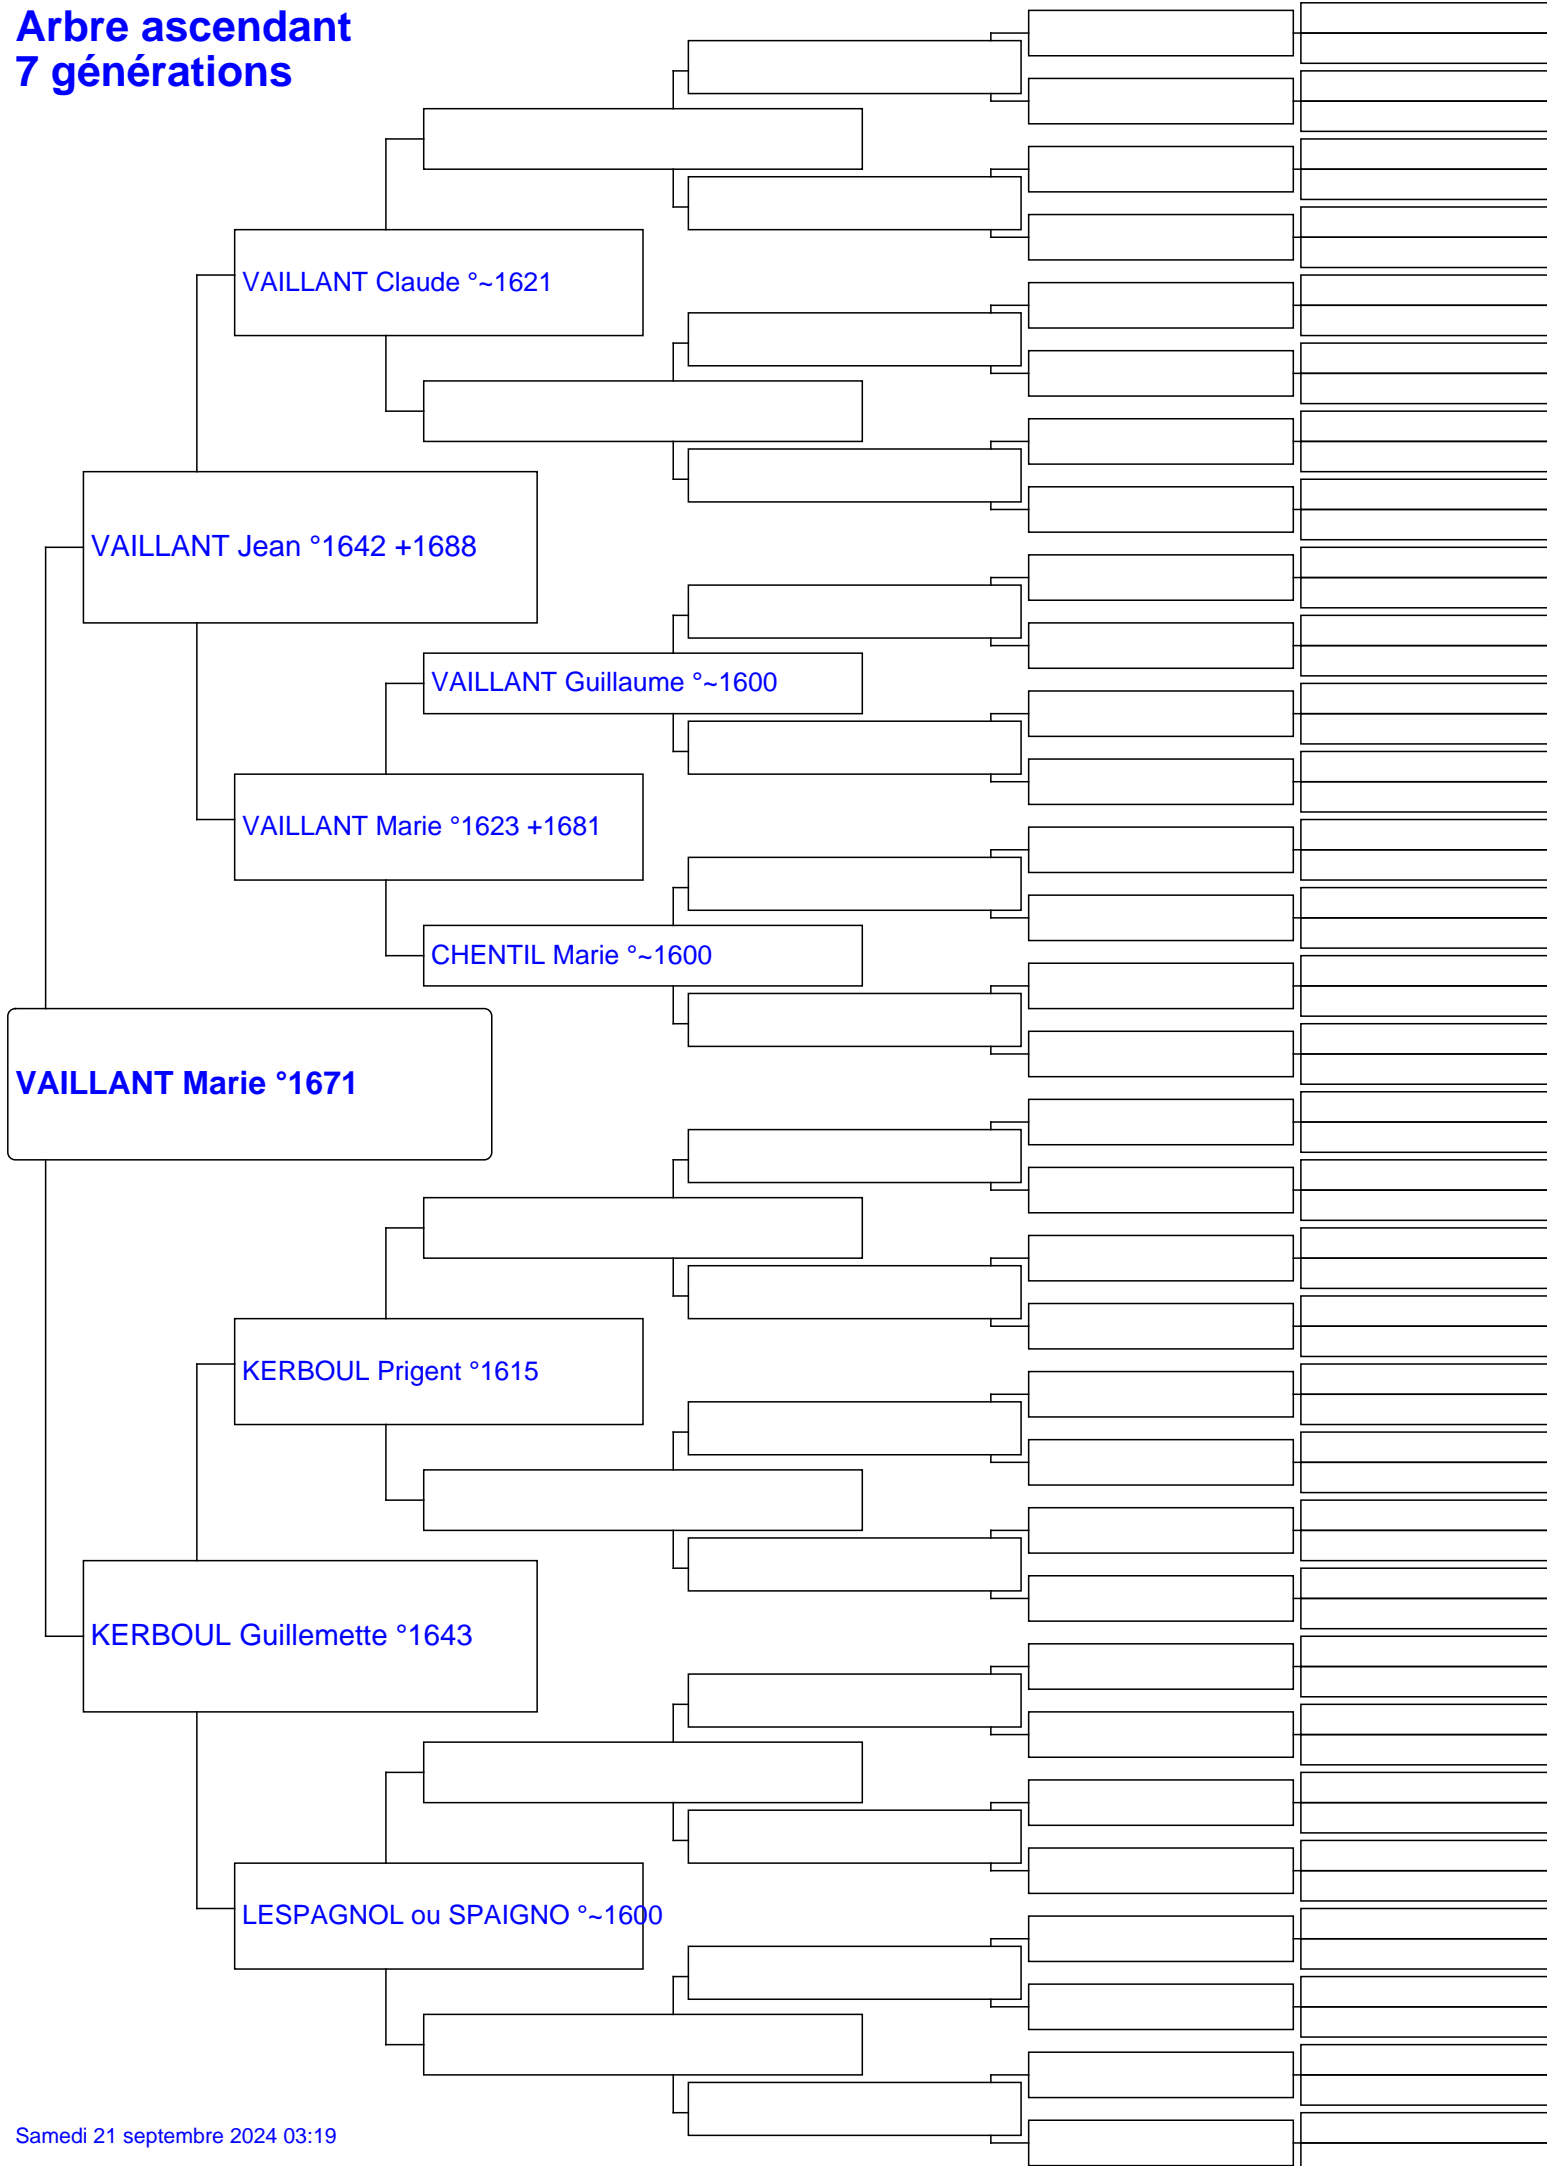 Arbre ascendant
7 générations
VAILLANT Claude °~1621
VAILLANT Jean °1642 +1688
VAILLANT Guillaume °~1600
VAILLANT Marie °1623 +1681
CHENTIL Marie °~1600
VAILLANT Marie °1671
KERBOUL Prigent °1615
KERBOUL Guillemette °1643
LESPAGNOL ou SPAIGNO °~1600
Samedi 21 septembre 2024 03:19